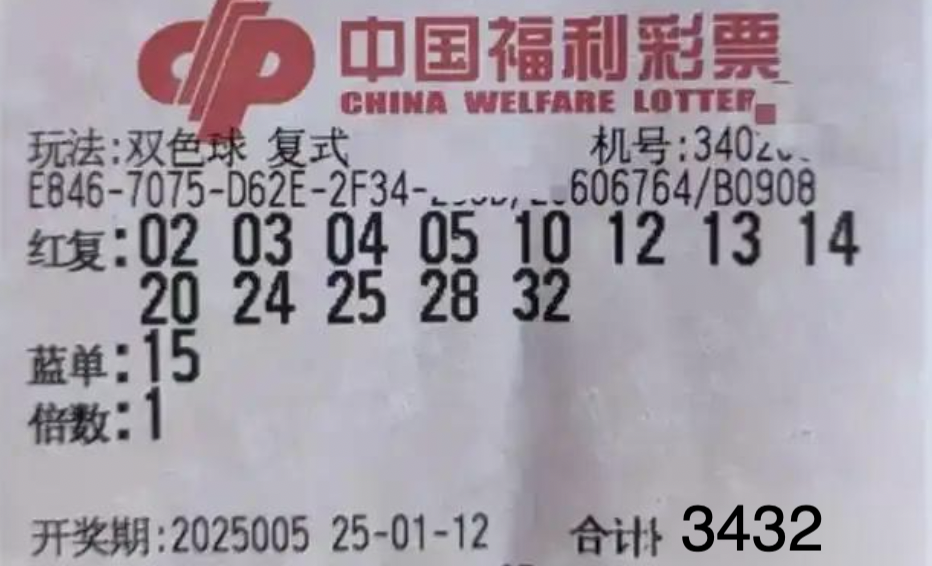 中国福利彩票
CHINA WELFARE LOTTER
玩法:双色球 复式 机号:3402
E846-7075-D62E-2F34- 606764/B0908
红复:02 03 04 05 10 12 13 14
20 24 25 28 32
蓝单:15
倍数:1
开奖期:2025005 25-01-12 合计 3432